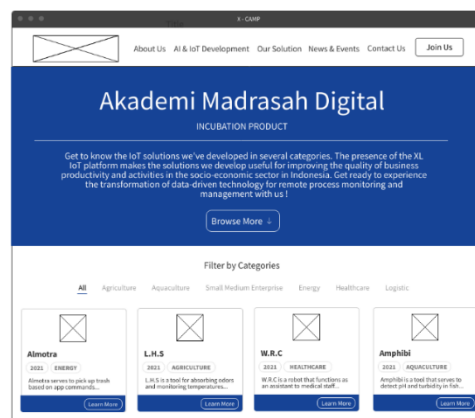 X - CAMP
Title
About Us AI & IoT Development Our Solution News & Events Contact Us Join Us
Akademi Madrasah Digital
INCUBATION PRODUCT
Get to know the IoT solutions we've developed in several categories. The presence of the XL
IoT platform makes the solutions we develop useful for improving the quality of business
productivity and activities in the socio-economic sector in Indonesia. Get ready to experience
the transformation of data-driven technology for remote process monitoring and
management with us !
Browse More ↓
Filter by Categories
All Agriculture Aquaculture Small Medium Enterprise Energy Healthcare Logistic
Almotra
2021 ENERGY
Almotra serves to pick up trash
based on app commands...
Learn More
L.H.S
2021 AGRICULTURE
L.H.S is a tool for absorbing odors
and monitoring temperatures...
Learn More
W.R.C
2021 HEALTHCARE
W.R.C is a robot that functions as
an assistant to medical staff...
Learn More
Amphibi
2021 AQUACULTURE
Amphibi is a tool that serves to
detect pH and turbidity in fish...
Learn More